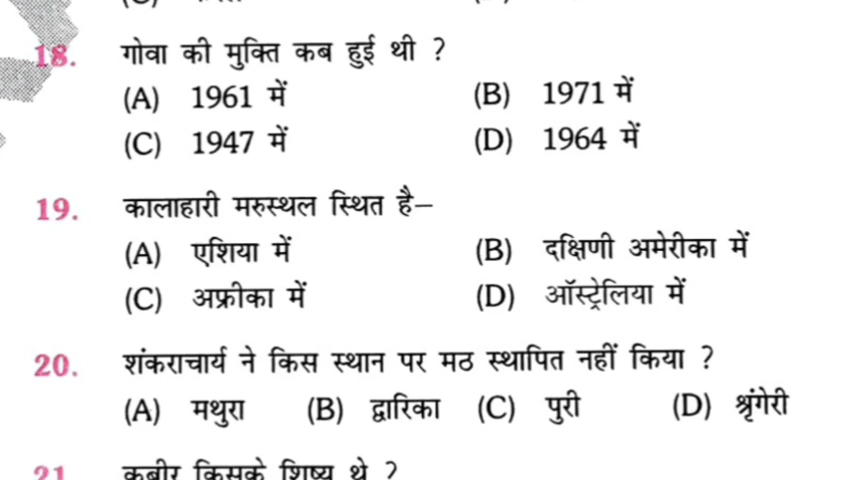 18. गोवा की मुक्ति कब हुई थी ?
(A) 1961 में (B) 1971 में
(C) 1947 में (D) 1964 में
19. कालाहारी मरुस्थल स्थित है–
(A) एशिया में (B) दक्षिणी अमेरीका में
(C) अफ्रीका में (D) ऑस्ट्रेलिया में
20. शंकराचार्य ने किस स्थान पर मठ स्थापित नहीं किया ?
(A) मथुरा (B) द्वारिका (C) पुरी (D) श्रृंगेरी
21. कबीर किसके शिष्य थे ?